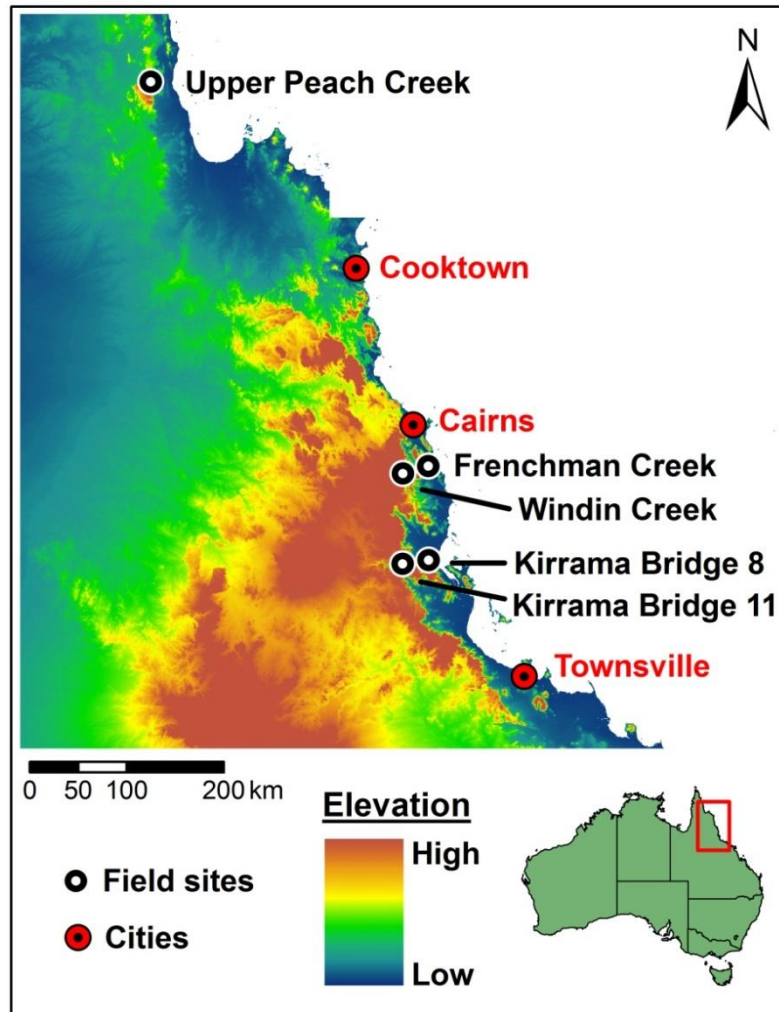 N
Upper Peach Creek
Cooktown
Cairns
Frenchman Creek
Windin Creek
Kirrama Bridge 8
Kirrama Bridge 11
Townsville
0 50 100 200 km
Elevation
High
Low
Field sites
Cities